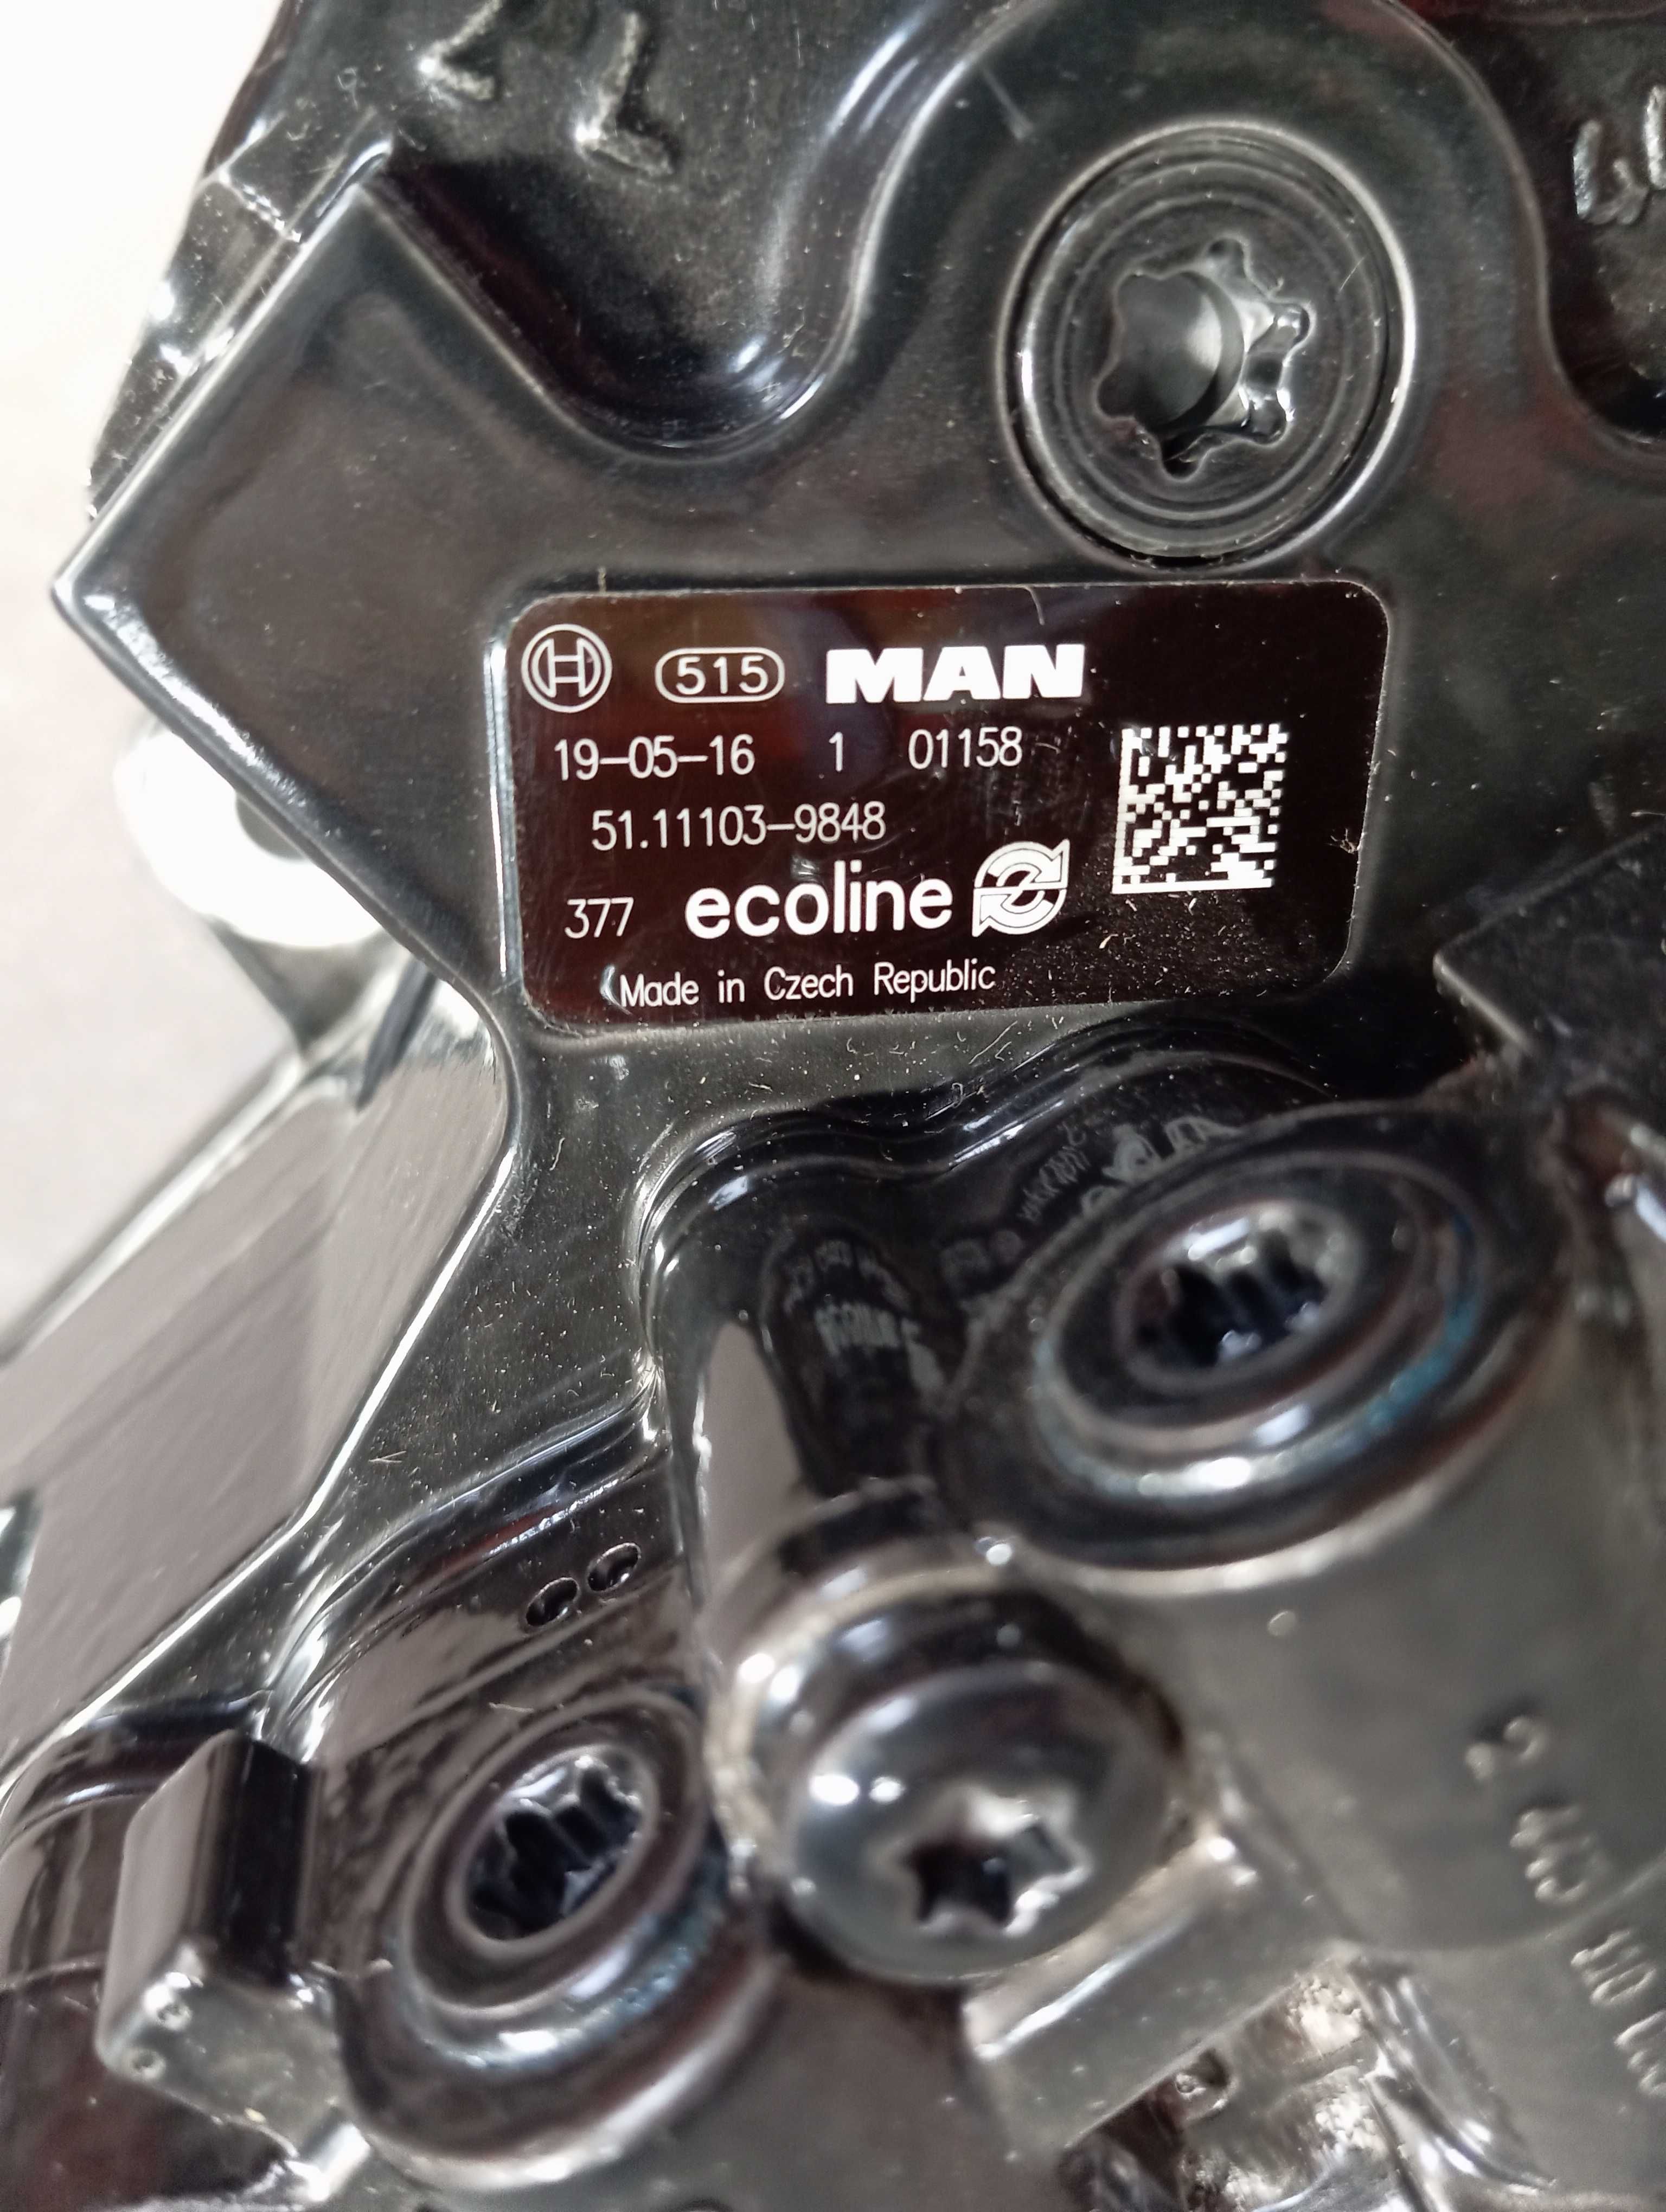 515 MAN
19-05-16 1 01158
51.11103-9848
377 ecoline
Made in Czech Republic